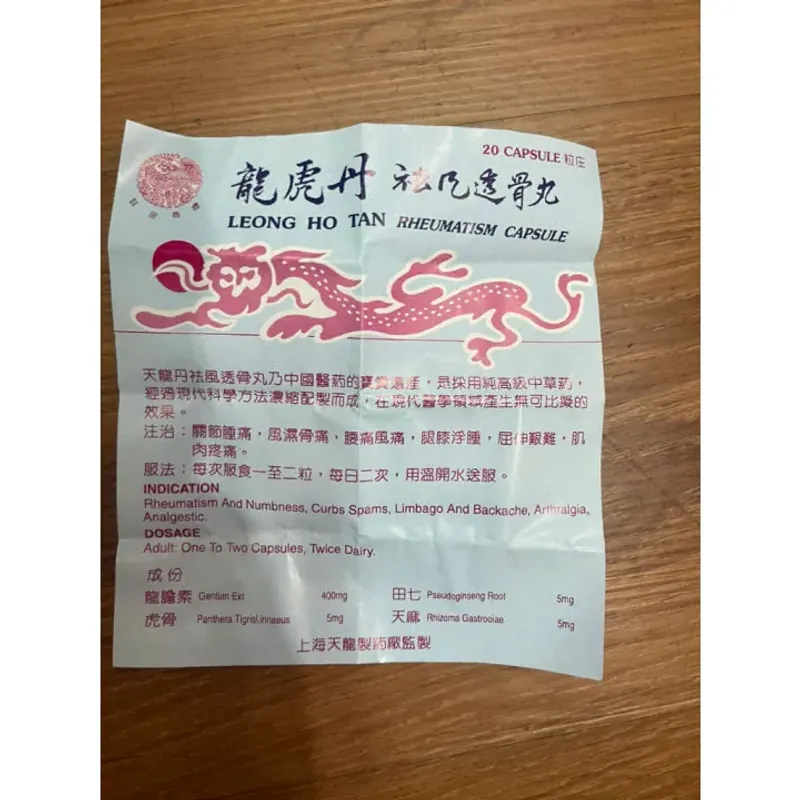 20 CAPSULE 粒庄
龍虎丹 祛风透骨丸
LEONG HO TAN RHEUMATISM CAPSULE
天龍丹祛風透骨丸乃中國醫葯的寶貴遺產，是採用純高級中草葯，
經過現代科學方法濃縮配製而成，在現代醫學領域產生無可比擬的
效果。
注治：關節腫痛，風濕骨痛，腰痛風痛，腿膝浮腫，屈伸艱難，肌
肉疼痛。
服法：每次服食一至二粒，每日二次，用溫開水送服。
INDICATION
Rheumatism And Numbness, Curbs Spams, Limbago And Backache, Arthralgia,
Analgestic.
DOSAGE
Adult: One To Two Capsules, Twice Dairy.
成份
龍膽素 Gentian Ext 400mg 田七 Pseudoginseng Root 5mg
虎骨 Panthera Tigrisl.innaeus 5mg 天麻 Rhizoma Gastrooiae 5mg
上海天龍製葯廠監製